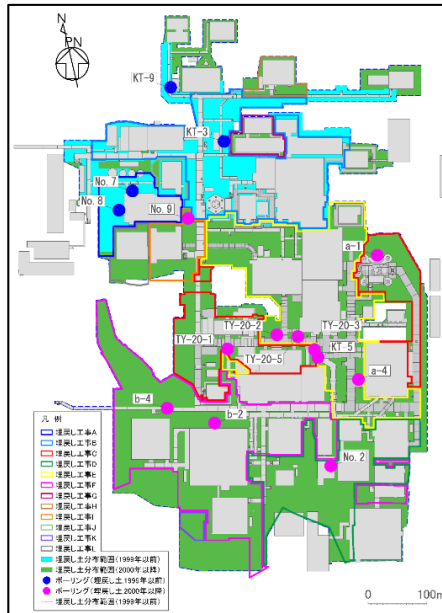 PN
KT-9
KT-3
No. 7
No. 8
No. 9
a-1
TY-20-2
TY-20-3
TY-20-1
KT-5
TY-20-5
a-4
b-4
b-2
No. 2
凡 例
埋戻し工事A
埋戻し工事B
埋戻し工事C
埋戻し工事D
埋戻し工事E
埋戻し工事F
埋戻し工事G
埋戻し工事H
埋戻し工事I
埋戻し工事J
埋戻し工事K
埋戻し工事L
埋戻し土分布範囲(1999年以前)
埋戻し土分布範囲(2000年以降)
ボーリング(埋戻し土:1999年以前)
ボーリング(埋戻し土:2000年以降)
埋戻し土分布範囲(1999年以前)
0 100m